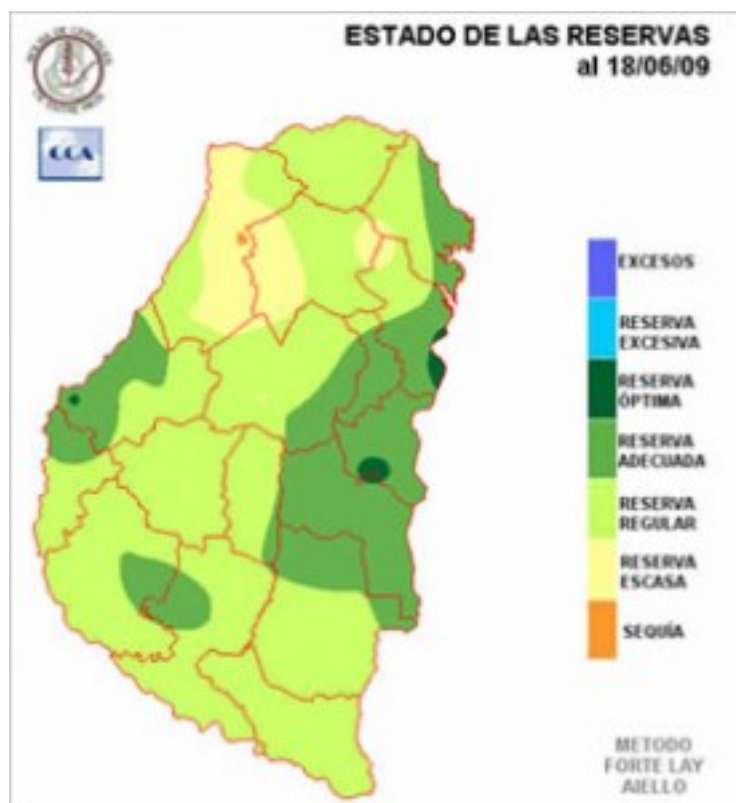 ESTADO DE LAS RESERVAS
al 18/06/09
CCA
EXCESOS
RESERVA
EXCESIVA
RESERVA
ÓPTIMA
RESERVA
ADECUADA
RESERVA
REGULAR
RESERVA
ESCASA
SEQUÍA
METODO
FORTE LAY
AIELLO